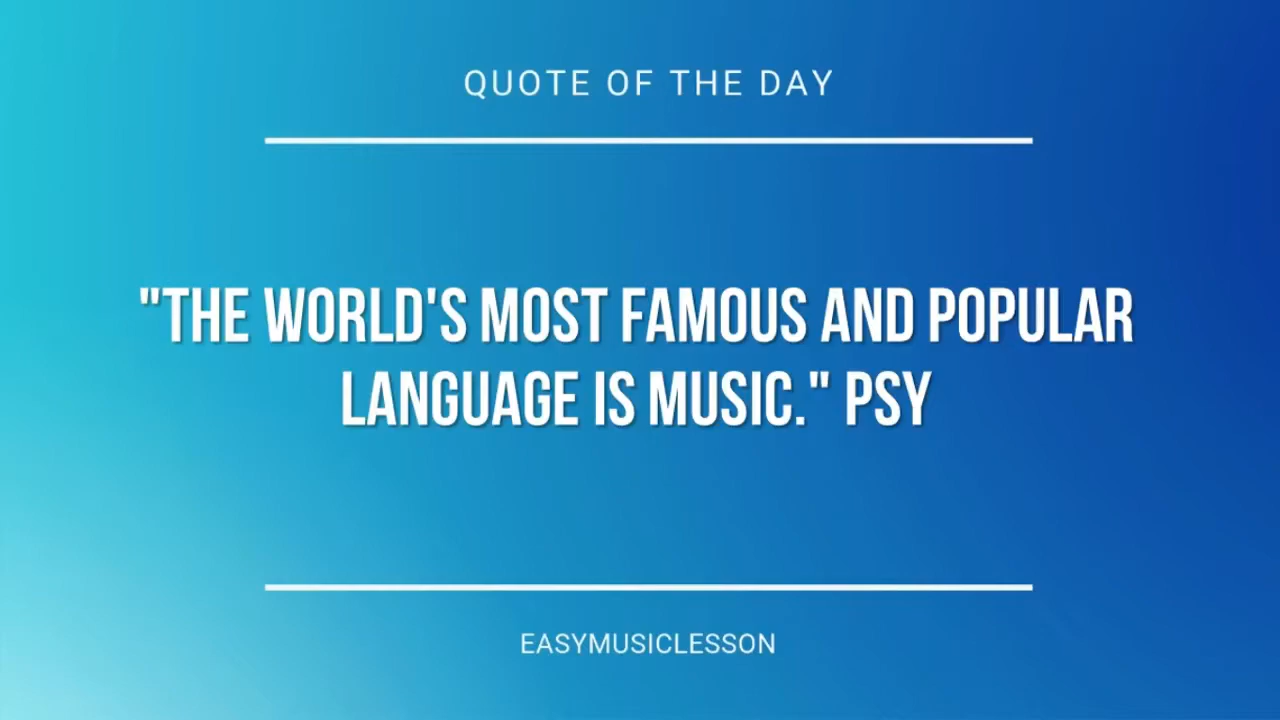 QUOTE OF THE DAY
"THE WORLD'S MOST FAMOUS AND POPULAR
LANGUAGE IS MUSIC." PSY
EASYMUSICLESSON